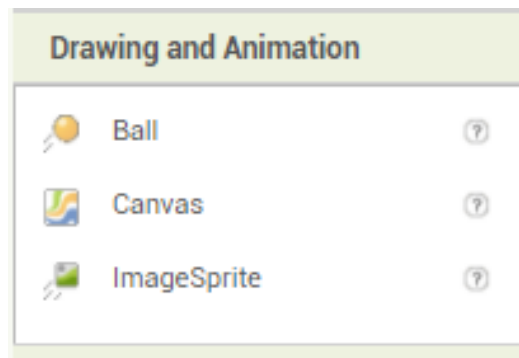 Drawing and Animation
Ball ?
Canvas ?
ImageSprite ?